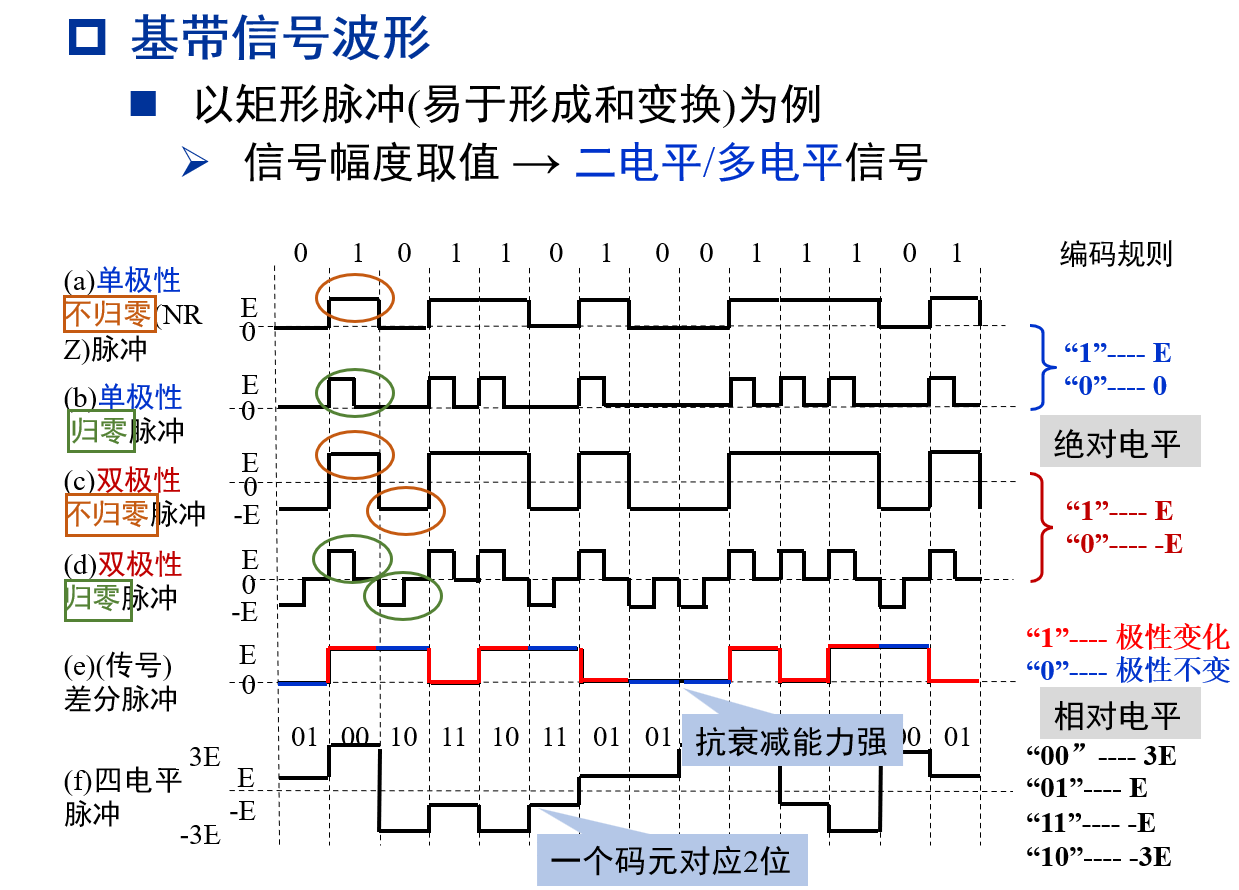 基带信号波形
以矩形脉冲(易于形成和变换)为例
信号幅度取值 → 二电平/多电平信号
0 1 0 1 1 0 1 0 0 1 1 1 0 1
编码规则
(a)单极性
不归零(NR
Z)脉冲
E
0
“1”---- E
“0”---- 0
(b)单极性
归零脉冲
E
0
绝对电平
(c)双极性
不归零脉冲
E
0
-E
“1”---- E
“0”---- -E
(d)双极性
归零脉冲
E
0
-E
(e)(传号)
差分脉冲
E
0
“1”---- 极性变化
“0”---- 极性不变
相对电平
抗衰减能力强
01 00 10 11 10 11 01 01 00 01
(f)四电平
脉冲
3E
E
-E
-3E
“00”---- 3E
“01”---- E
“11”---- -E
“10”---- -3E
一个码元对应2位